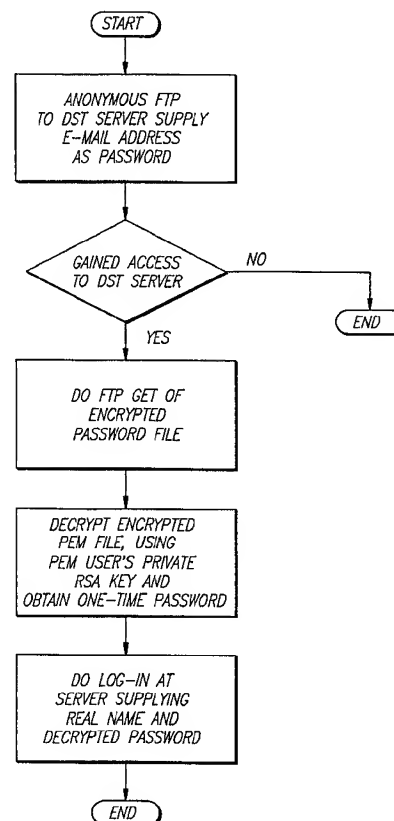 START
ANONYMOUS FTP
TO DST SERVER SUPPLY
E-MAIL ADDRESS
AS PASSWORD
GAINED ACCESS
TO DST SERVER
NO
END
YES
DO FTP GET OF
ENCRYPTED
PASSWORD FILE
DECRYPT ENCRYPTED
PEM FILE, USING
PEM USER'S PRIVATE
RSA KEY AND
OBTAIN ONE-TIME PASSWORD
DO LOG-IN AT
SERVER SUPPLYING
REAL NAME AND
DECRYPTED PASSWORD
END